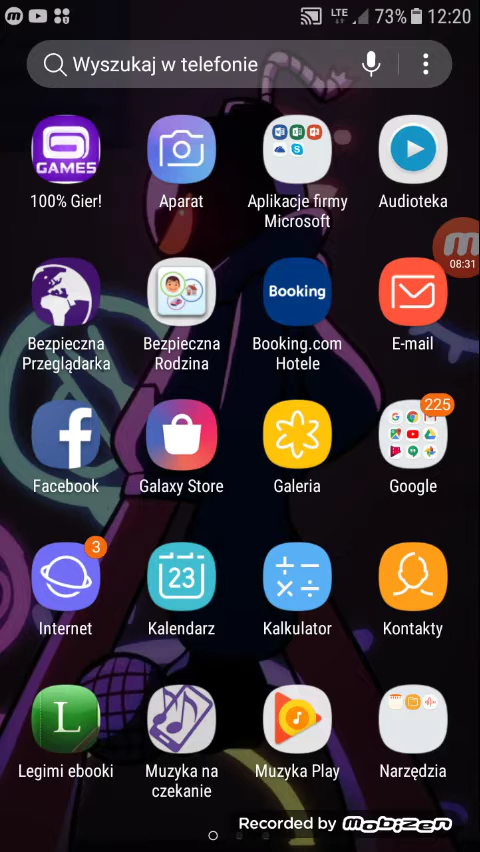 LTE 73% 12:20
Wyszukaj w telefonie
GAMES
100% Gier!
Aparat
Aplikacje firmy
Microsoft
Audioteka
08:31
Booking
Bezpieczna
Przeglądarka
Bezpieczna
Rodzina
Booking.com
Hotele
E-mail
225
Facebook
Galaxy Store
Galeria
Google
3
23
Internet
Kalendarz
Kalkulator
Kontakty
L
Legimi ebooki
Muzyka na
czekanie
Muzyka Play
Narzędzia
Recorded by mobizen